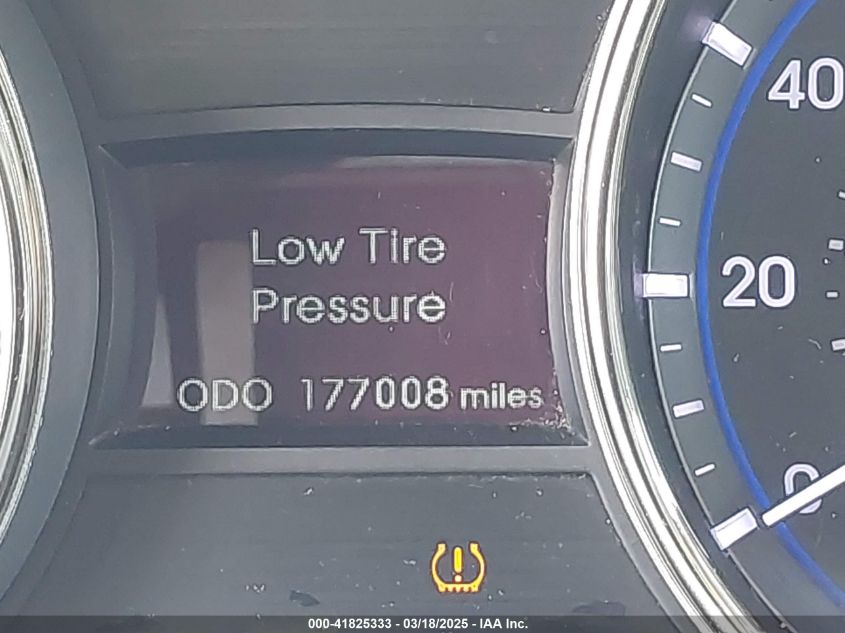 Low Tire
Pressure
ODO 177008 miles
40
20
0
000-41825333 - 03/18/2025 - IAA Inc.